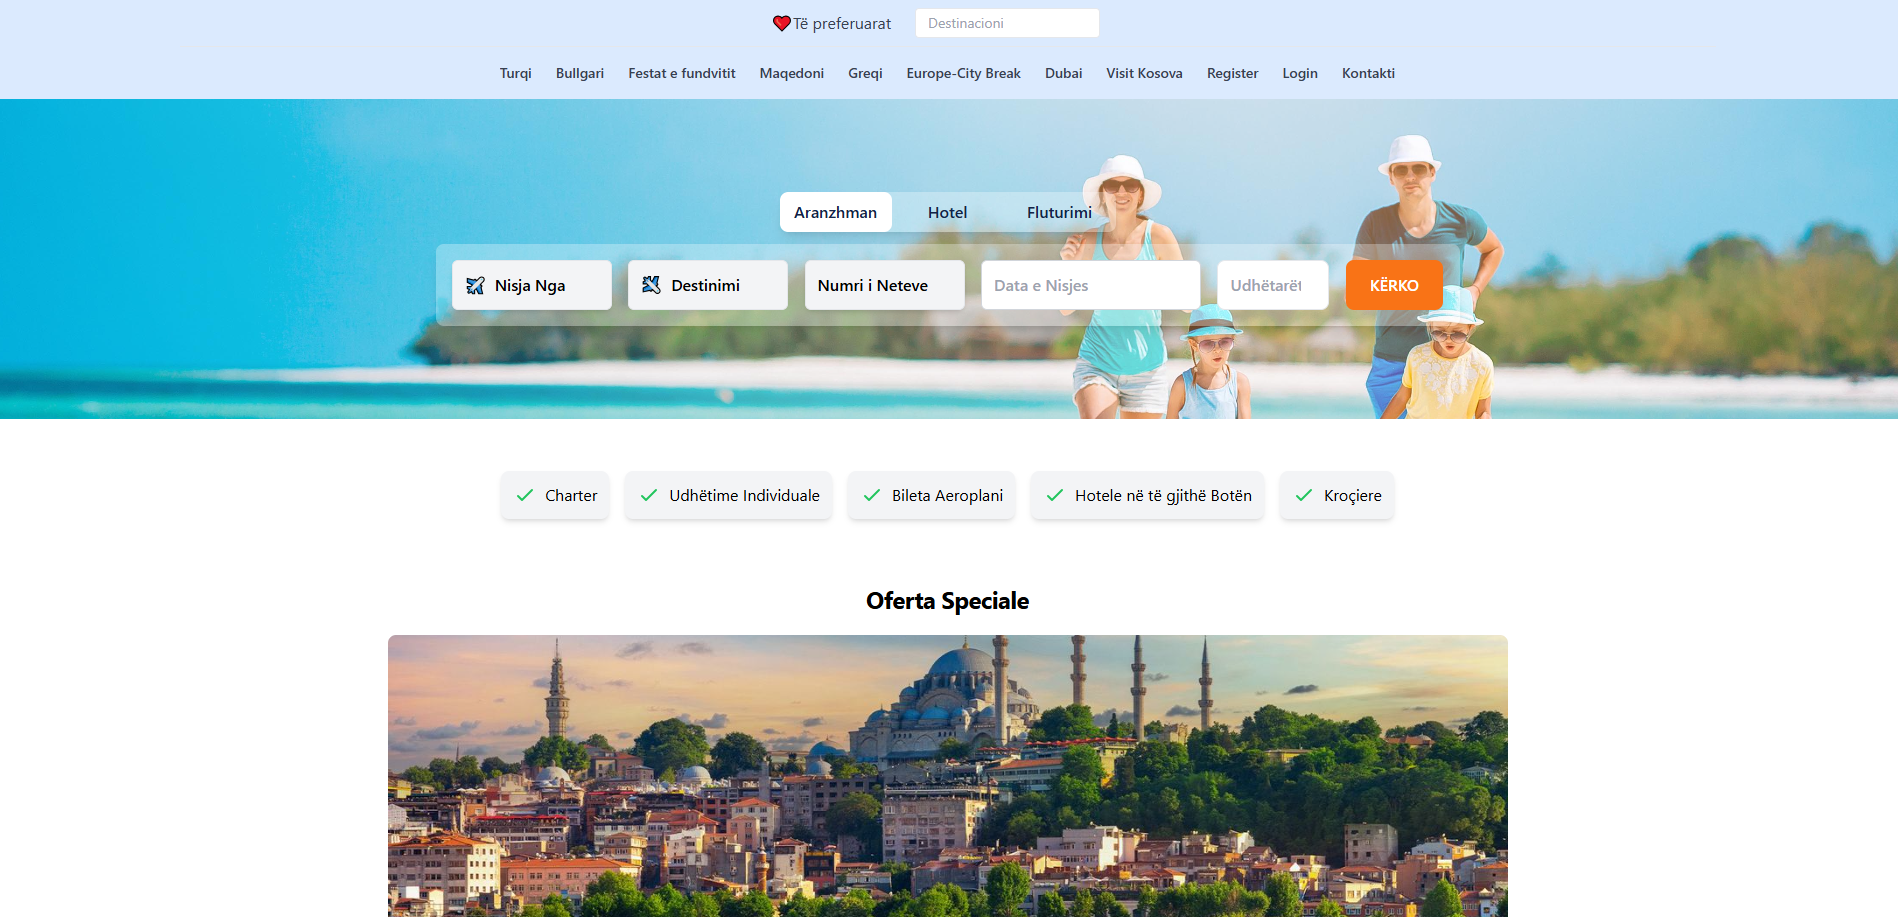 Të preferuarat Destinacioni
Turqi Bullgari Festat e fundvitit Maqedoni Greqi Europe-City Break Dubai Visit Kosova Register Login Kontakti
Aranzhman Hotel Fluturimi
Nisja Nga Destinimi Numri i Neteve Data e Nisjes Udhëtarët KËRKO
Charter Udhëtime Individuale Bileta Aeroplani Hotele në të gjithë Botën Kroçiere
Oferta Speciale